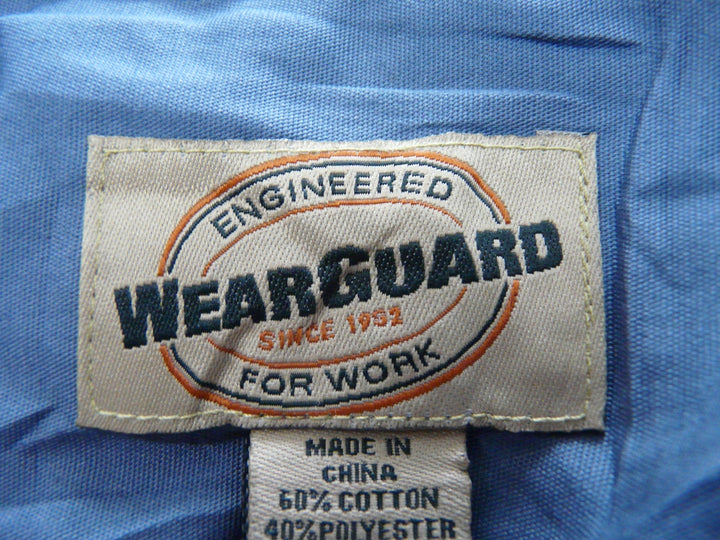 ENGINEERED
WEARGUARD
SINCE 1952
FOR WORK
MADE IN
CHINA
60% COTTON
40% POLYESTER